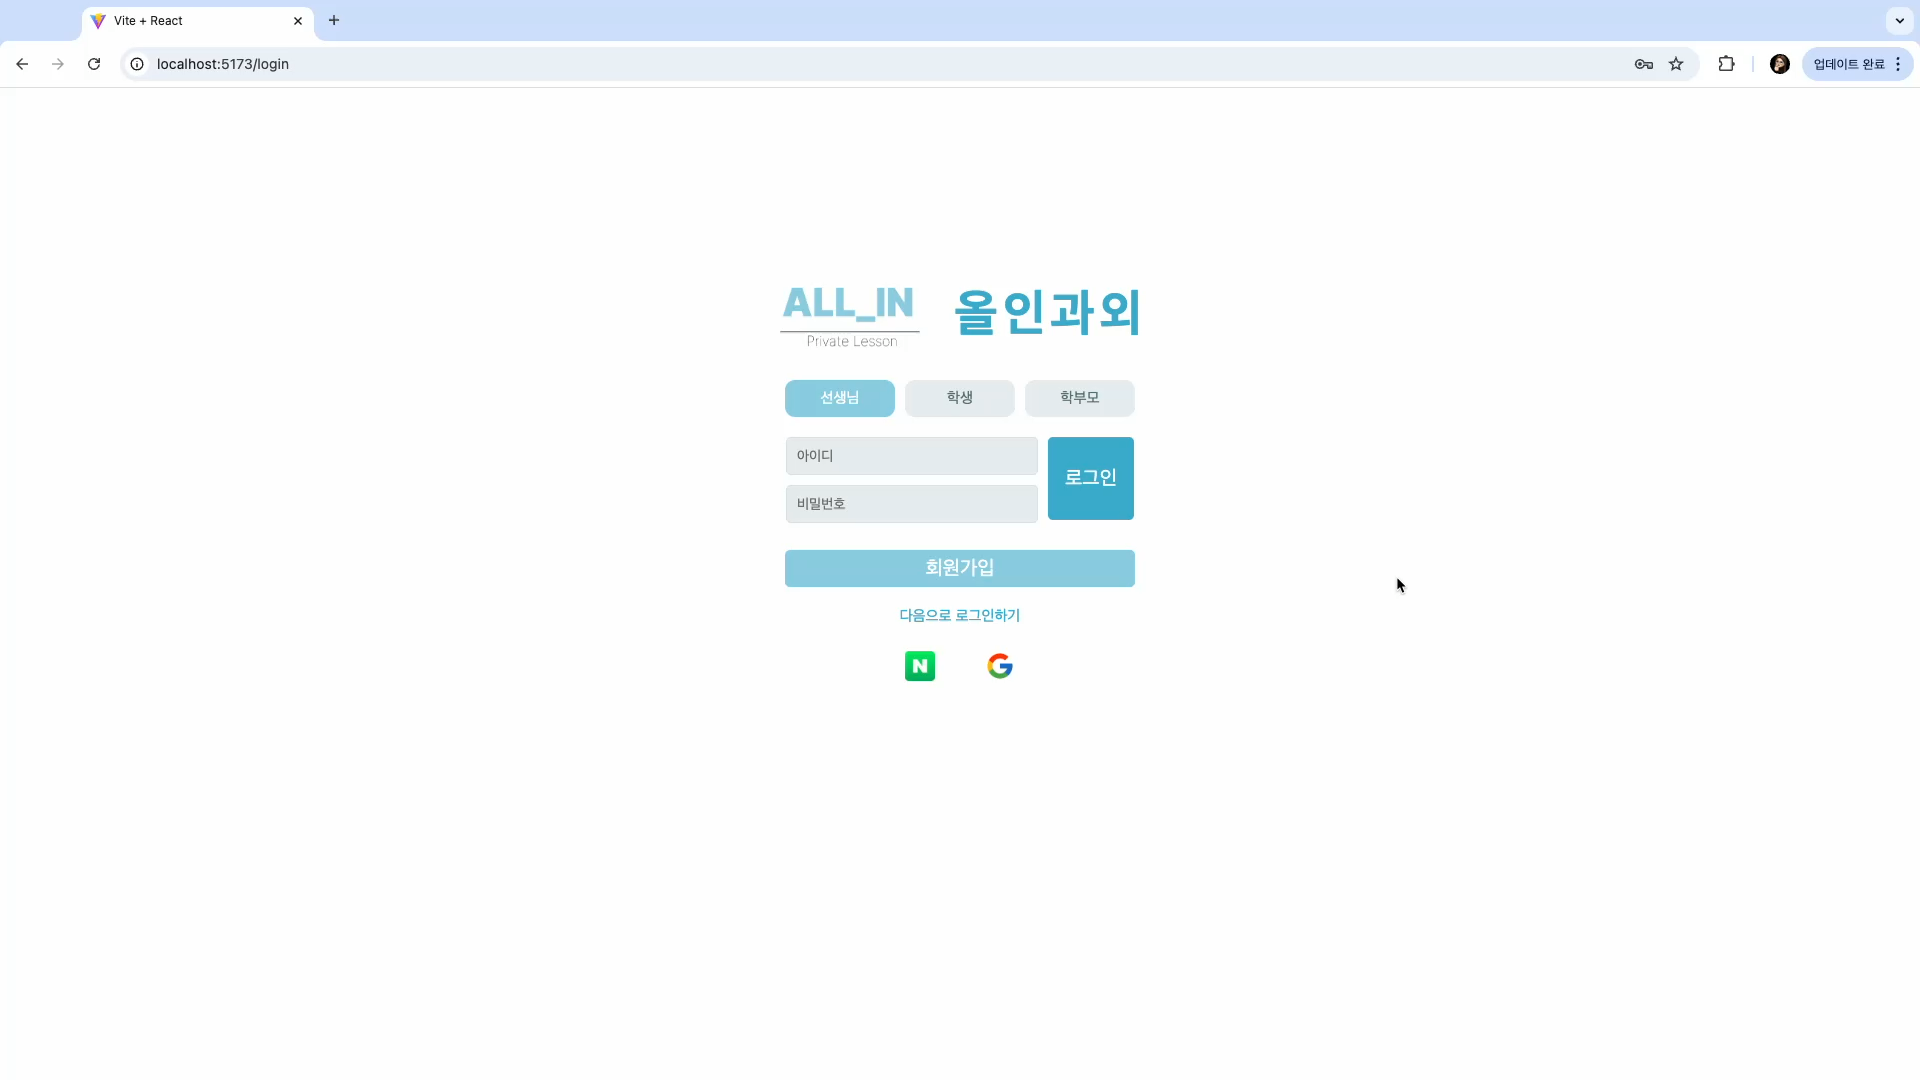 Vite + React
localhost:5173/login
업데이트 완료
ALL_IN
Private Lesson
올인과외
선생님 학생 학부모
아이디
비밀번호
로그인
회원가입
다음으로 로그인하기
N G